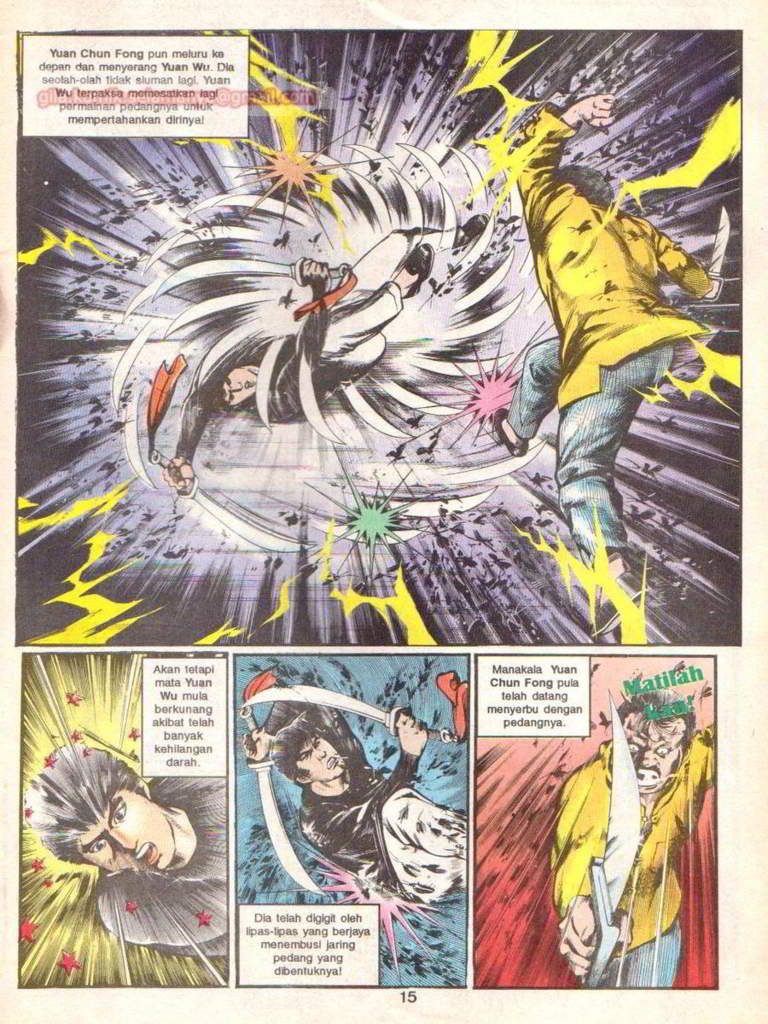 Yuan Chun Fong pun meluru ke
depan dan menyerang Yuan Wu. Dia
seolah-olah tidak siuman lagi. Yuan
Wu terpaksa memesatkan lagi
permainan pedangnya untuk
mempertahankan dirinya!
Akan tetapi
mata Yuan
Wu mula
berkunang
akibat telah
banyak
kehilangan
darah.
Dia telah digigit oleh
lipas-lipas yang berjaya
menembusi jaring
pedang yang
dibentuknya!
Manakala Yuan
Chun Fong pula
telah datang
menyerbu dengan
pedangnya.
Matilah
kau!
15